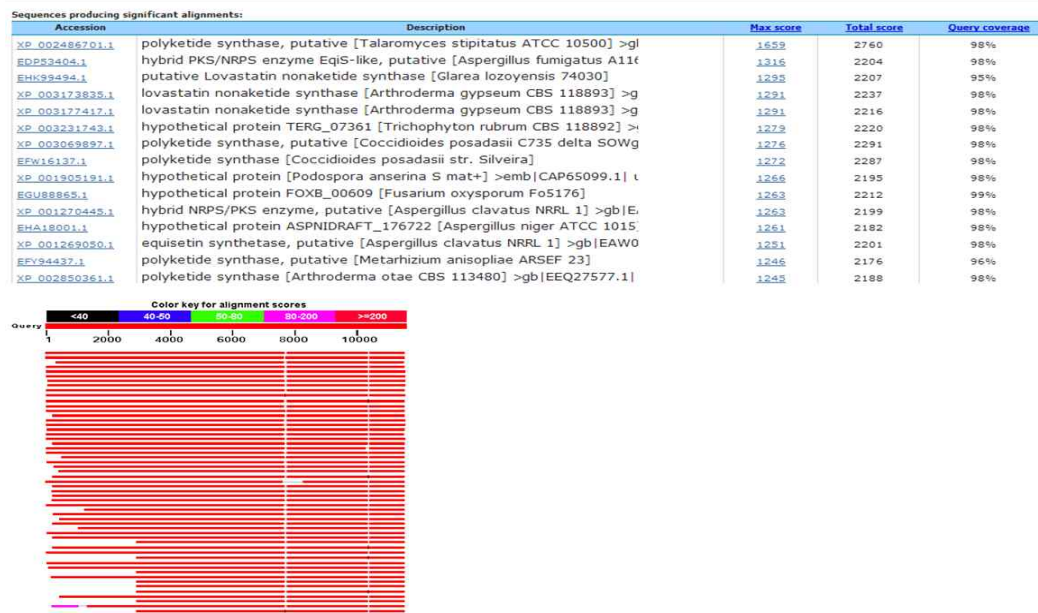 Sequences producing significant alignments:
Accession Description Max score Total score Query coverage
XP_002486701.1 polyketide synthase, putative [Talaromyces stipitatus ATCC 10500] >gl 1659 2760 98%
EDP53404.1 hybrid PKS/NRPS enzyme EqiS-like, putative [Aspergillus fumigatus A116 1316 2204 98%
EHK99494.1 putative Lovastatin nonaketide synthase [Glarea lozoyensis 74030] 1295 2207 95%
XP_003173835.1 lovastatin nonaketide synthase [Arthroderma gypseum CBS 118893] >g 1291 2237 98%
XP_003177417.1 lovastatin nonaketide synthase [Arthroderma gypseum CBS 118893] >g 1291 2216 98%
XP_003231743.1 hypothetical protein TERG_07361 [Trichophyton rubrum CBS 118892] > 1279 2220 98%
XP_003069897.1 polyketide synthase, putative [Coccidioides posadasii C735 delta SOWg 1276 2291 98%
EFW16137.1 polyketide synthase [Coccidioides posadasii str. Silveira] 1272 2287 98%
XP_001905191.1 hypothetical protein [Podospora anserina S mat+] >emb|CAP65099.1| u 1266 2195 98%
EGU88865.1 hypothetical protein FOXB_00609 [Fusarium oxysporum Fo5176] 1263 2212 99%
XP_001270445.1 hybrid NRPS/PKS enzyme, putative [Aspergillus clavatus NRRL 1] >gb|E 1263 2199 98%
EHA18001.1 hypothetical protein ASPNIDRAFT_176722 [Aspergillus niger ATCC 1015] 1261 2182 98%
XP_001269050.1 equisetin synthetase, putative [Aspergillus clavatus NRRL 1] >gb|EAW0 1251 2201 98%
EFY94437.1 polyketide synthase [Metarhizium anisopliae ARSEF 23] 1246 2176 96%
XP_002850361.1 polyketide synthase [Arthroderma otae CBS 113480] >gb|EEQ27577.1| 1245 2188 98%
Color key for alignment scores
<40 40-50 50-80 80-200 >=200
Query
1 2000 4000 6000 8000 10000